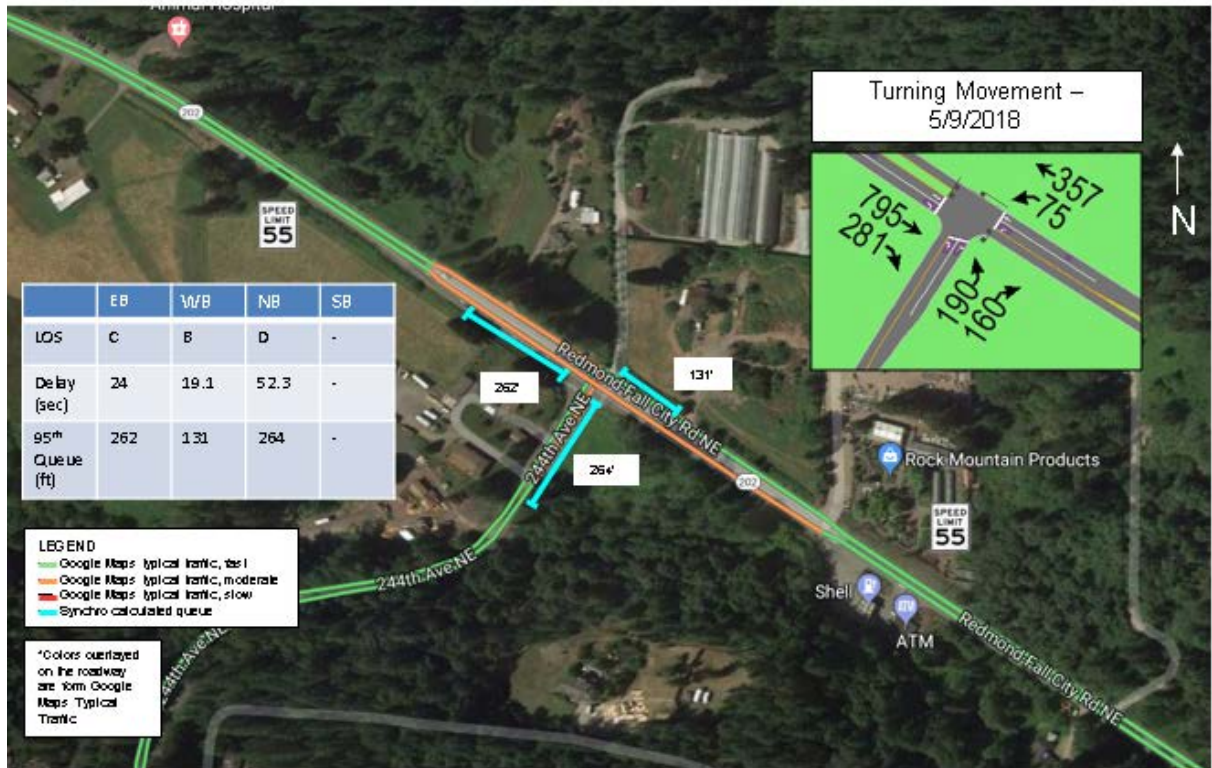 Animal Hospital
202
SPEED
LIMIT
55
Turning Movement –
5/9/2018
357
75
795
281
190
160
N
EB WB NB SB
LOS C B D -
Delay
(sec) 24 19.1 52.3 -
95th
Queue
(ft) 262 131 264 -
262'
131'
264'
Redmond-Fall City Rd NE
244th Ave NE
202
Rock Mountain Products
SPEED
LIMIT
55
LEGEND
Google Maps typical traffic, fast
Google Maps typical traffic, moderate
Google Maps typical traffic, slow
Synchro calculated queue
244th Ave NE
Shell
ATM
Redmond-Fall City Rd NE
244th Ave NE
*Colors overlayed
on the roadway
are form Google
Maps Typical
Traffic